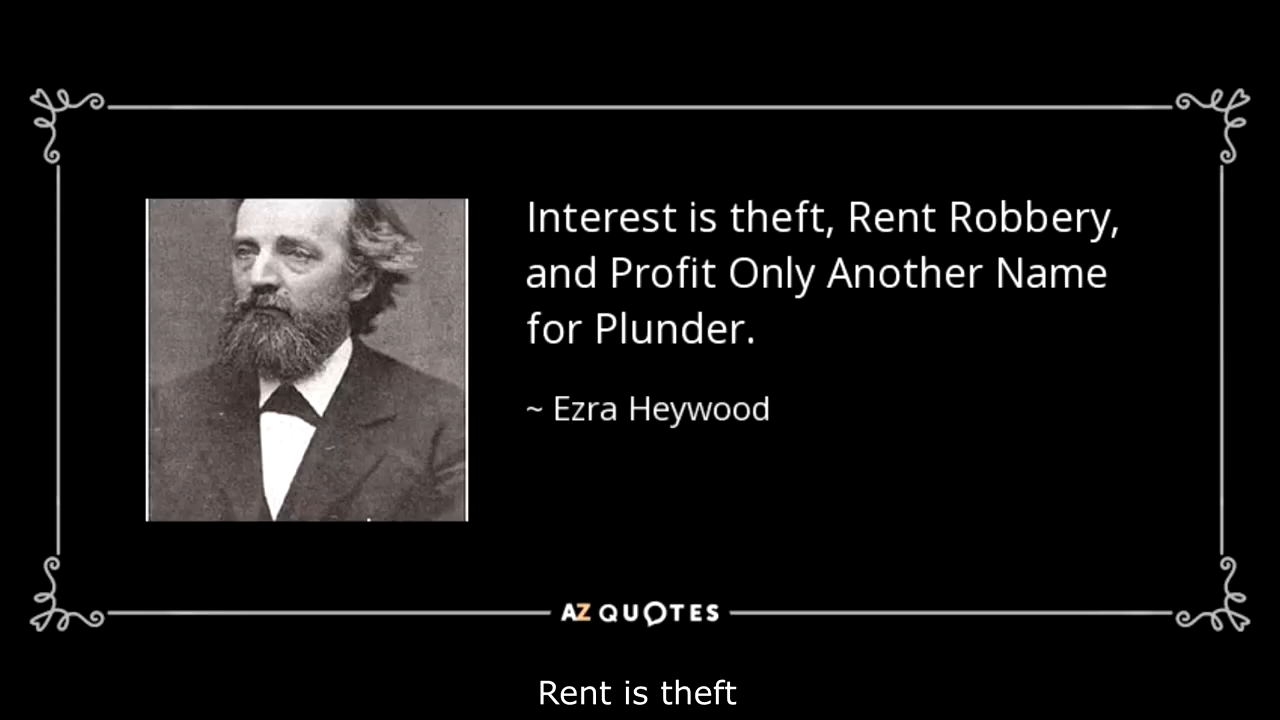 Interest is theft, Rent Robbery,
and Profit Only Another Name
for Plunder.
~ Ezra Heywood
AZ QUOTES
Rent is theft